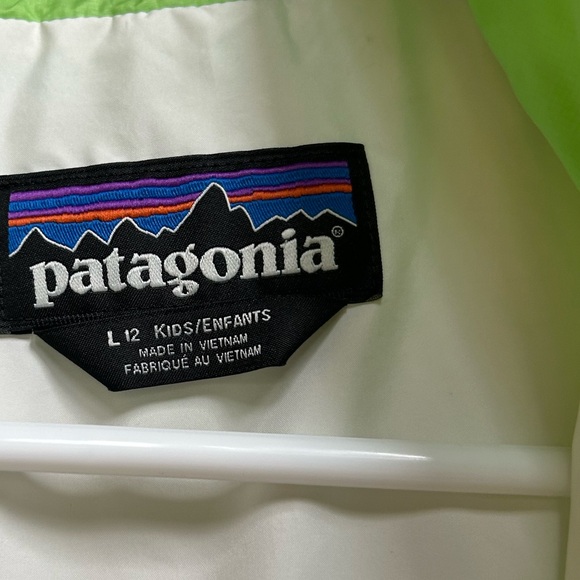 patagonia®
L 12 KIDS/ENFANTS
MADE IN VIETNAM
FABRIQUÉ AU VIETNAM